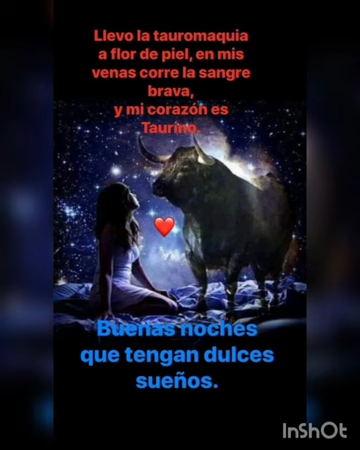 Llevo la tauromaquia
a flor de piel, en mis
venas corre la sangre
brava,
y mi corazón es
Taurino.
Buenas noches
que tengan dulces
sueños.
InShOt